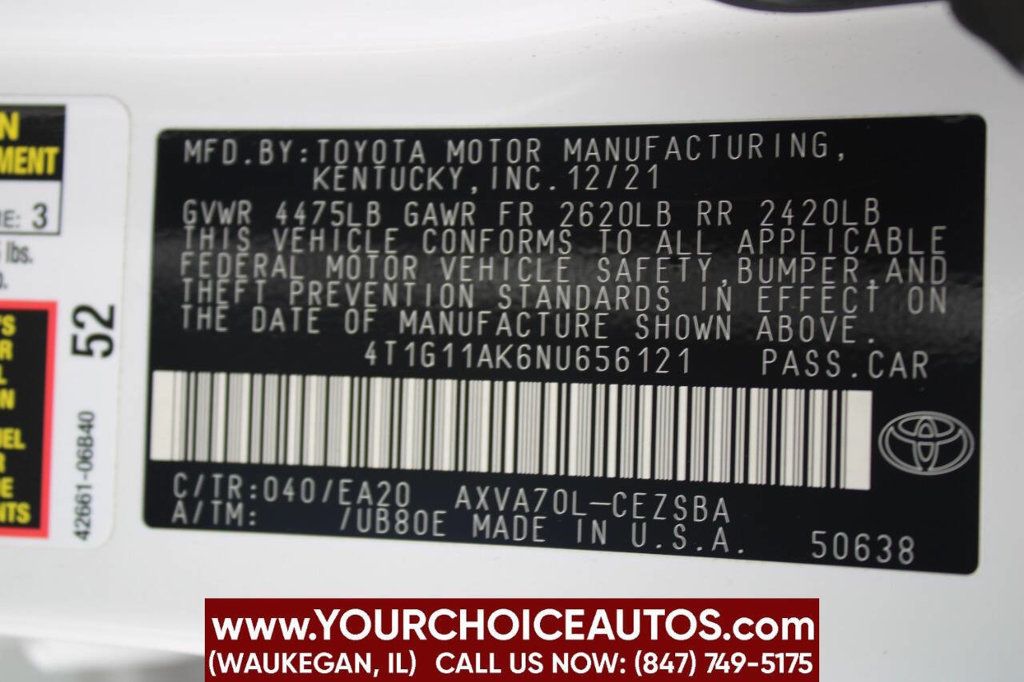 N
MENT
E: 3
lbs.
52
42661-06B40
MFD.BY:TOYOTA MOTOR MANUFACTURING,
KENTUCKY,INC.12/21
GVWR 4475LB GAWR FR 2620LB RR 2420LB
THIS VEHICLE CONFORMS TO ALL APPLICABLE
FEDERAL MOTOR VEHICLE SAFETY,BUMPER,AND
THEFT PREVENTION STANDARDS IN EFFECT ON
THE DATE OF MANUFACTURE SHOWN ABOVE.
4T1G11AK6NU656121 PASS.CAR
C/TR:040/EA20 AXVA70L-CEZSBA
A/TM: /UB80E MADE IN U.S.A. 50638
www.YOURCHOICEAUTOS.com
(WAUKEGAN, IL) CALL US NOW: (847) 749-5175